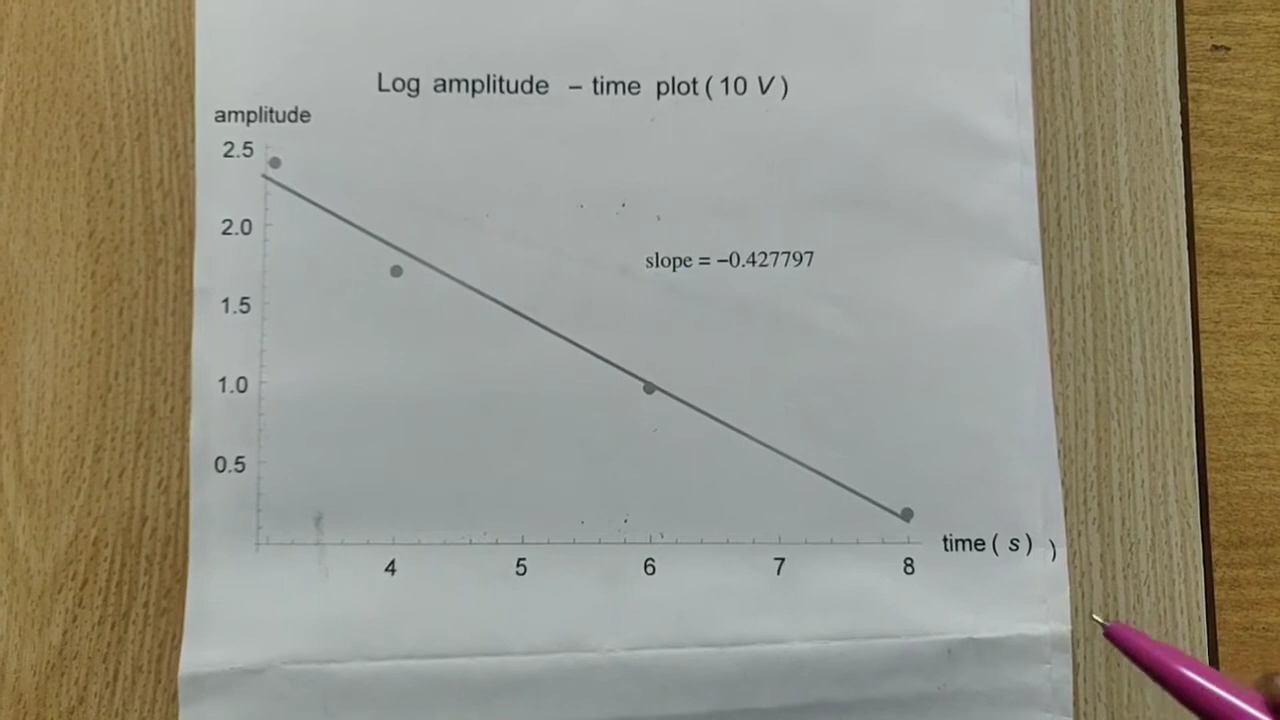 Log amplitude – time plot ( 10 V )
amplitude
2.5
2.0
slope = −0.427797
1.5
1.0
0.5
time ( s ) )
4 5 6 7 8